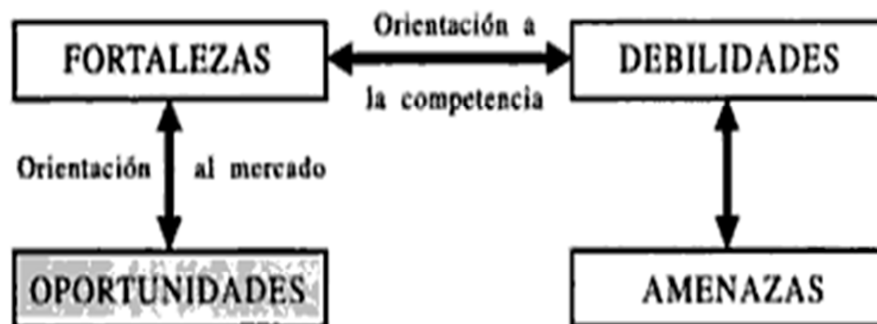 Orientación a
FORTALEZAS
DEBILIDADES
la competencia
Orientación al mercado
OPORTUNIDADES
AMENAZAS